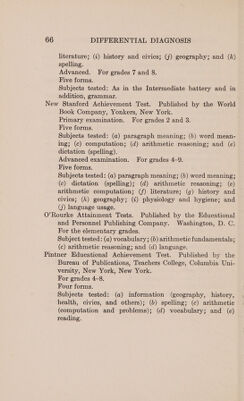 66 DIFFERENTIAL DIAGNOSIS
literature; (i) history and civics; (j) geography; and (k)
spelling.
Advanced. For grades 7 and 8.
Five forms.
Subjects tested: As in the Intermediate battery and in
addition, grammar.
New Stanford Achievement Test. Published by the World
Book Company, Yonkers, New York.
Primary examination. For grades 2 and 3.
Five forms.
Subjects tested: (a) paragraph meaning; (b) word mean-
ing; (c) computation; (d) arithmetic reasoning; and (e)
dictation (spelling).
Advanced examination. For grades 4-9.
Five forms.
Subjects tested: (a) paragraph meaning; (b) word meaning;
(c) dictation (spelling); (d) arithmetic reasoning; (e)
arithmetic computation; (f) literature; (g) history and
civics; (h) geography; (i) physiology and hygiene; and
(j) language usage.
O'Rourke Attainment Tests. Published by the Educational
and Personnel Publishing Company. Washington, D. C.
For the elementary grades.
Subject tested: (a) vocabulary; (b) arithmetic fundamentals;
(c) arithmetic reasoning; and (d) language.
Pintner Educational Achievement Test. Published by the
Bureau of Publications, Teachers College, Columbia Uni-
versity, New York, New York.
For grades 4-8.
Four forms.
Subjects tested: (a) information (geography, history,
health, civics, and others); (b) spelling; (c) arithmetic
(computation and problems); (d) vocabulary; and (e)
reading.